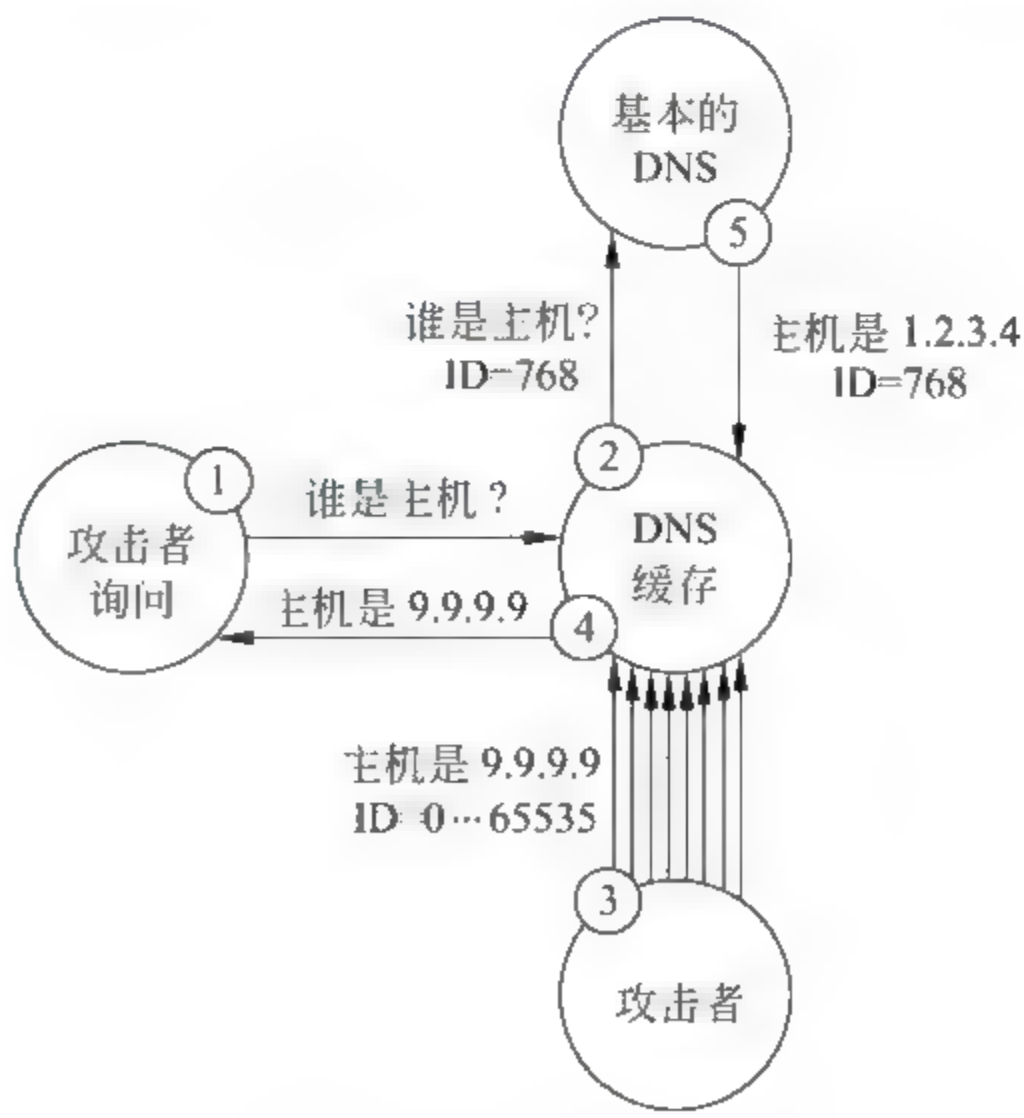 基本的
DNS
5
谁是主机?
ID=768
主机是 1.2.3.4
ID=768
2
1
谁是主机?
攻击者
询问
DNS
缓存
主机是 9.9.9.9
4
主机是 9.9.9.9
ID 0…65535
3
攻击者